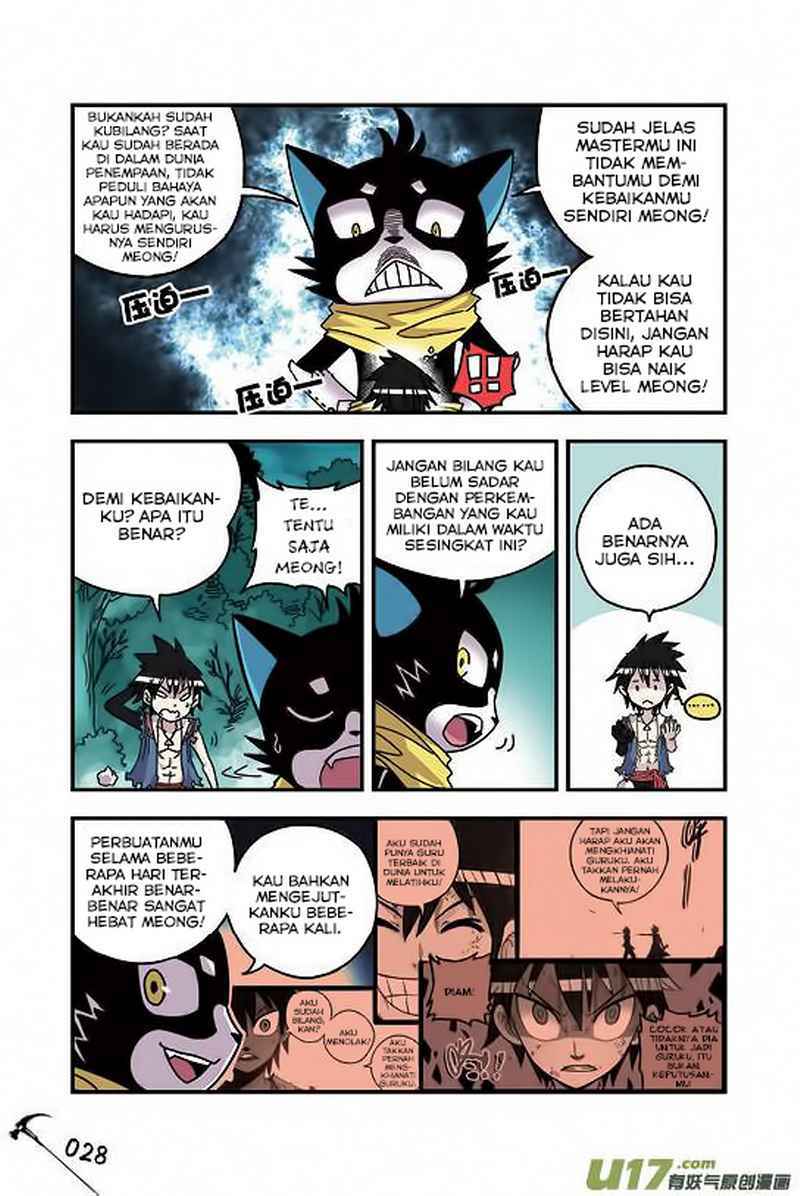 BUKANKAH SUDAH
KUBILANG? SAAT
KAU SUDAH BERADA
DI DALAM DUNIA
PENEMPAAN, TIDAK
PEDULI BAHAYA
APAPUN YANG AKAN
KAU HADAPI, KAU
HARUS MENGURUS-
NYA SENDIRI
MEONG!
SUDAH JELAS
MASTERMU INI
TIDAK MEM-
BANTUMU DEMI
KEBAIKANMU
SENDIRI MEONG!
KALAU KAU
TIDAK BISA
BERTAHAN
DISINI, JANGAN
HARAP KAU
BISA NAIK
LEVEL MEONG!
压迫—
压迫—
压迫—
!!
DEMI KEBAIKAN-
KU? APA ITU
BENAR?
TE...
TENTU
SAJA
MEONG!
JANGAN BILANG KAU
BELUM SADAR
DENGAN PERKEM-
BANGAN YANG KAU
MILIKI DALAM WAKTU
SESINGKAT INI?
ADA
BENARNYA
JUGA SIH...
......
PERBUATANMU
SELAMA BEBE-
RAPA HARI TER-
AKHIR BENAR-
BENAR SANGAT
HEBAT MEONG!
KAU BAHKAN
MENGEJUT-
KANKU BEBE-
RAPA KALI.
AKU SUDAH
PUNYA GURU
TERBAIK DI
DUNIA UNTUK
MELATIHKU!
TAPI JANGAN
HARAP AKU AKAN
MENGKHIANATI
GURUKU. AKU
TAKKAN PERNAH
MELAKU-
KANNYA!
AKU
SUDAH
BILANG,
KAN?
AKU
MENOLAK!
AKU
TAKKAN
PERNAH
MENG-
KHIANATI
GURUKU.
DIAM!
COCOK ATAU
TIDAKNYA DIA
UNTUK JADI
GURUKU, ITU
BUKAN
KEPUTUSAN-
MU!
028
U17.com
有妖气原创漫画